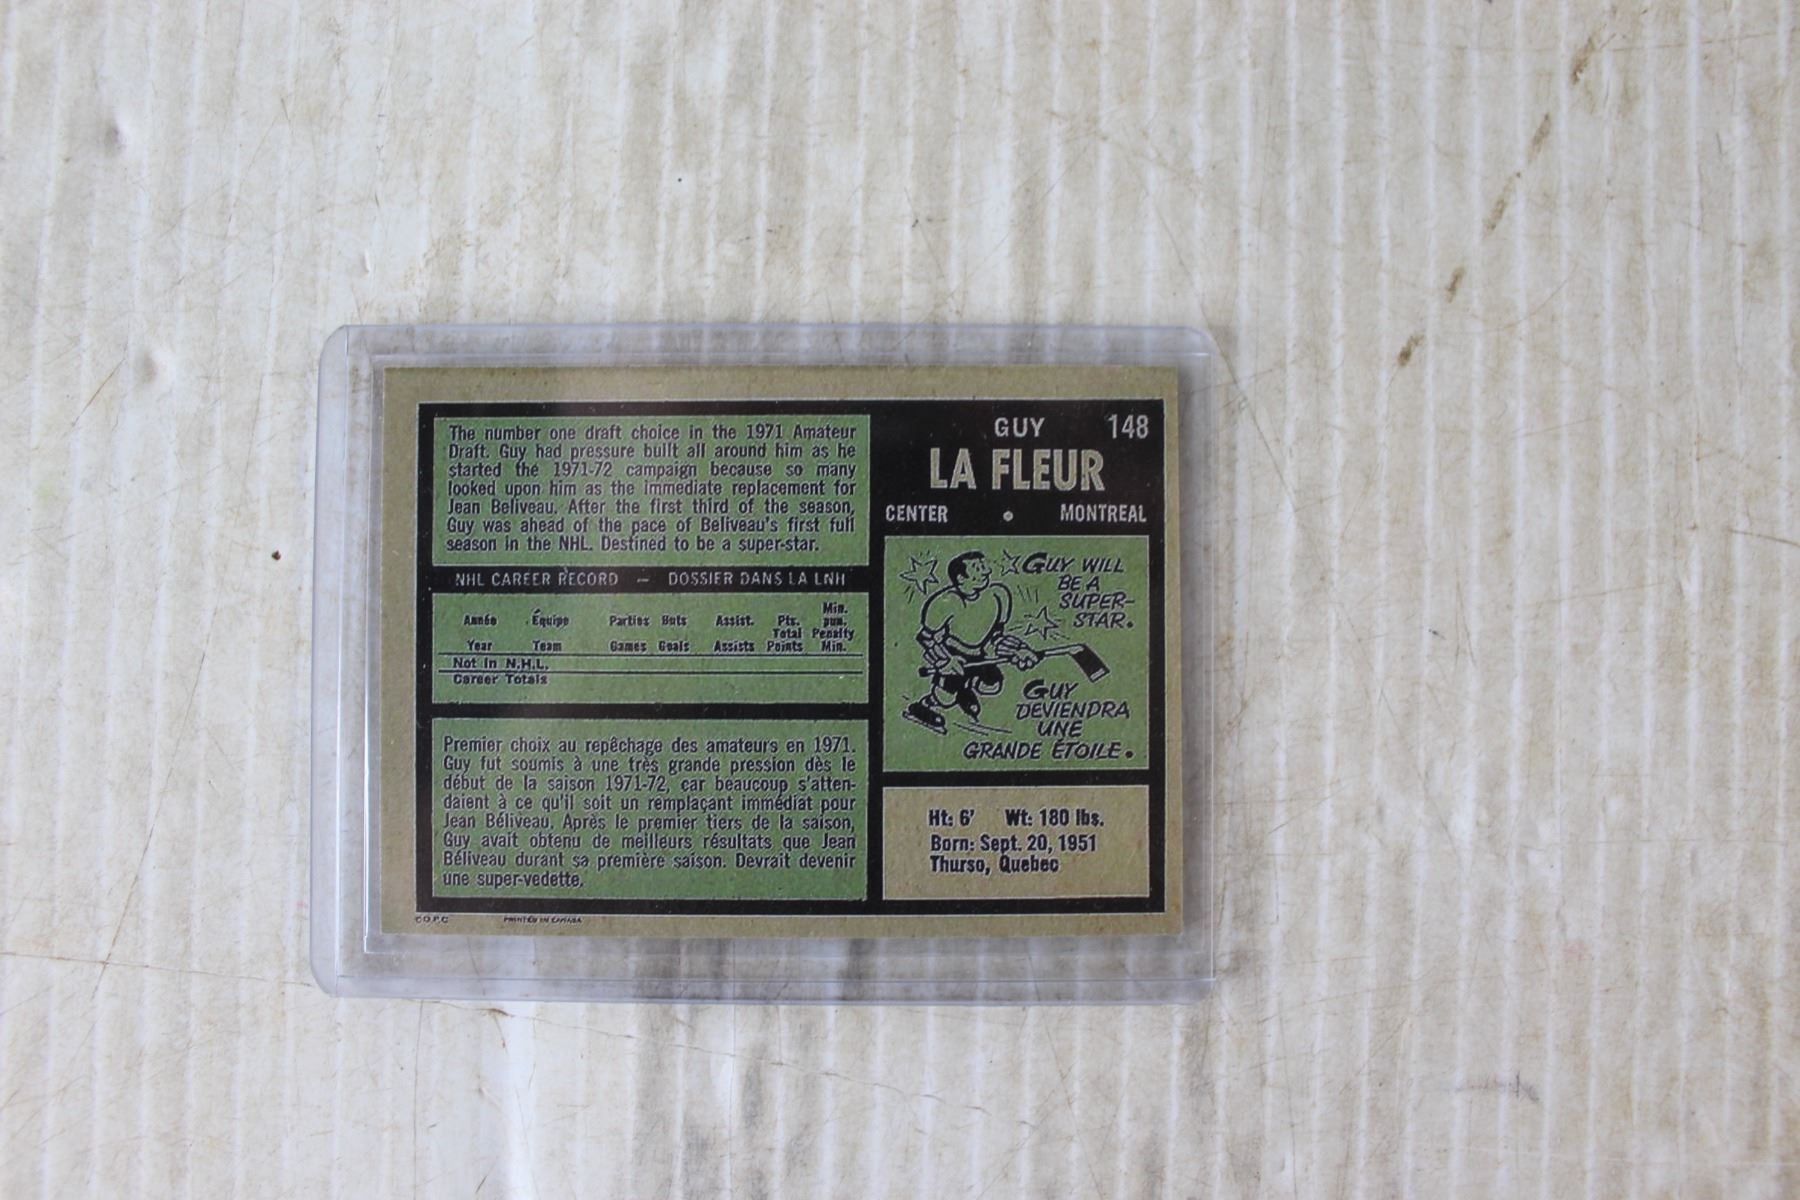 The number one draft choice in the 1971 Amateur
Draft. Guy had pressure built all around him as he
started the 1971-72 campaign because so many
looked upon him as the immediate replacement for
Jean Beliveau. After the first third of the season,
Guy was ahead of the pace of Beliveau's first full
season in the NHL. Destined to be a super-star.
NHL CAREER RECORD — DOSSIER DANS LA LNH
Année Équipe Parties Buts Assist. Pts. Total Min. pun.
Year Team Games Goals Assists Points Penalty Min.
Not in N.H.L.
Career Totals
Premier choix au repêchage des amateurs en 1971.
Guy fut soumis à une très grande pression dès le
début de la saison 1971-72, car beaucoup s'atten-
daient à ce qu'il soit un remplaçant immédiat pour
Jean Béliveau. Après le premier tiers de la saison,
Guy avait obtenu de meilleurs résultats que Jean
Béliveau durant sa première saison. Devrait devenir
une super-vedette.
©O.P.C. PRINTED IN CANADA
GUY 148
LA FLEUR
CENTER • MONTREAL
GUY WILL
BE A
SUPER-
STAR.
GUY
DEVIENDRA
UNE
GRANDE ÉTOILE.
Ht: 6' Wt: 180 lbs.
Born: Sept. 20, 1951
Thurso, Quebec